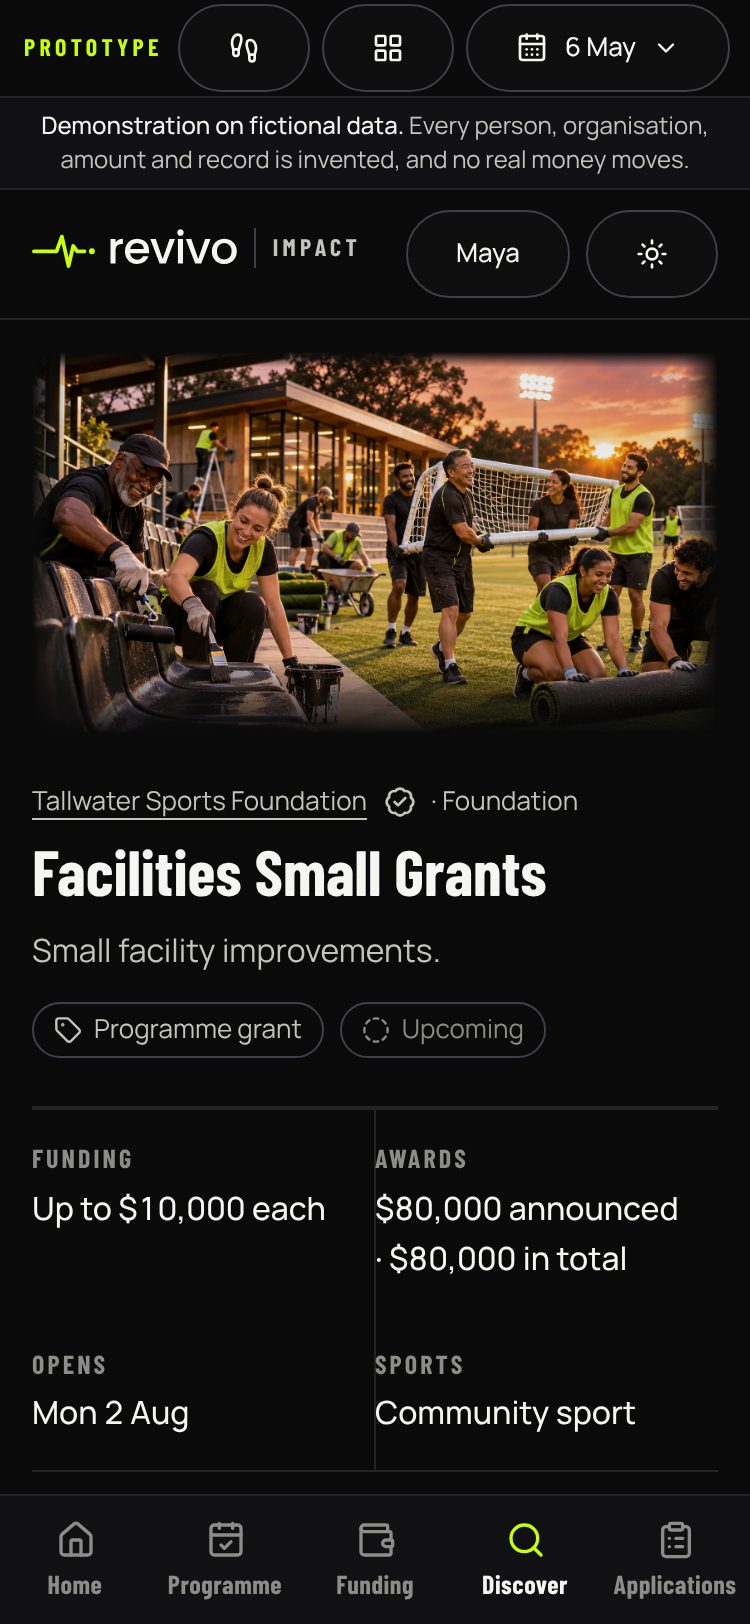 PROTOTYPE
6 May
Demonstration on fictional data. Every person, organisation,
amount and record is invented, and no real money moves.
revivo IMPACT
Maya
Tallwater Sports Foundation · Foundation
Facilities Small Grants
Small facility improvements.
Programme grant
Upcoming
FUNDING
Up to $10,000 each
AWARDS
$80,000 announced
· $80,000 in total
OPENS
Mon 2 Aug
SPORTS
Community sport
Home
Programme
Funding
Discover
Applications